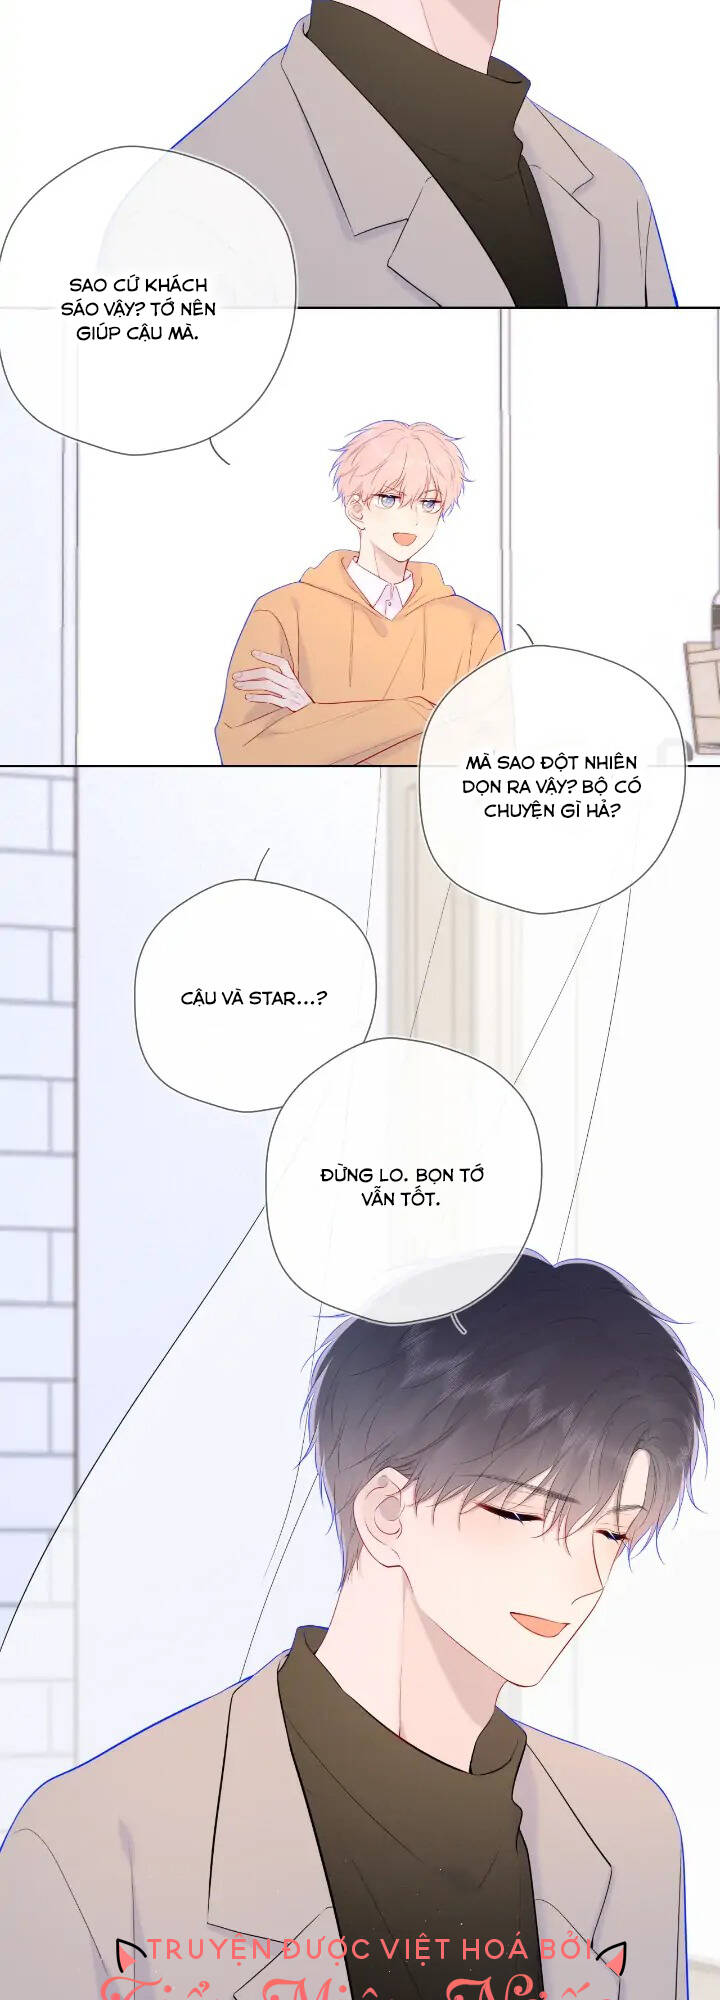 SAO CỨ KHÁCH
SÁO VẬY? TỚ NÊN
GIÚP CẬU MÀ.
MÀ SAO ĐỘT NHIÊN
DỌN RA VẬY? BỘ CÓ
CHUYỆN GÌ HẢ?
CẬU VÀ STAR...?
ĐỪNG LO. BỌN TỚ
VẪN TỐT.
TRUYỆN ĐƯỢC VIỆT HOÁ BỞI